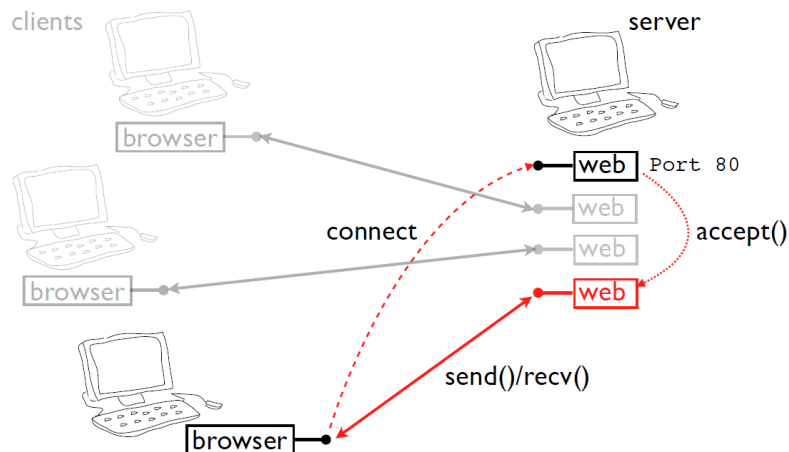 clients
server
browser
web Port 80
web
connect
accept()
web
browser
web
send()/recv()
browser